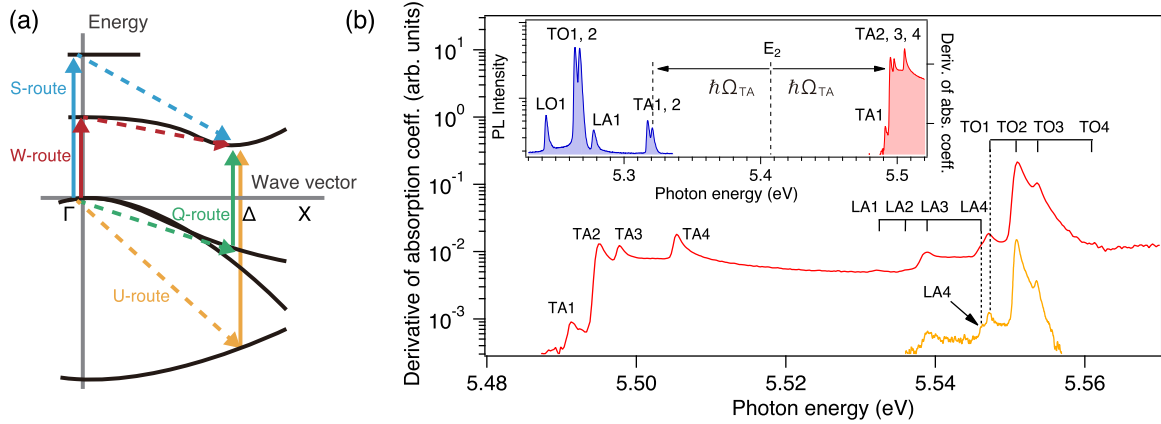 (a)
Energy
S-route
W-route
Wave vector
Γ
Q-route
Δ
X
U-route
(b)
Derivative of absorption coeff. (arb. units)
10¹
10⁰
10⁻¹
10⁻²
10⁻³
5.48
5.50
5.52
5.54
5.56
Photon energy (eV)
TA1
TA2
TA3
TA4
LA1
LA2
LA3
LA4
TO1
TO2
TO3
TO4
LA4
PL Intensity
LO1
TO1, 2
LA1
TA1, 2
E₂
ℏΩTA
ℏΩTA
TA2, 3, 4
TA1
Deriv. of abs. coeff.
5.3
5.4
5.5
Photon energy (eV)